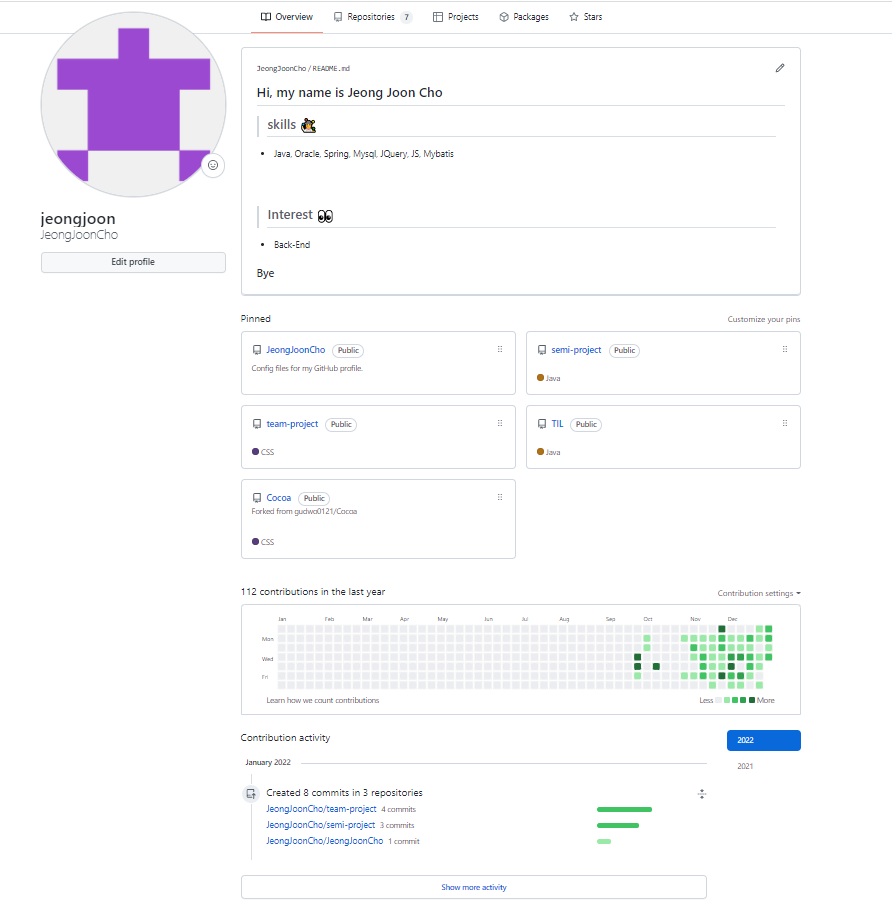 Overview Repositories 7 Projects Packages Stars
jeongjoon
JeongJoonCho
Edit profile
JeongJoonCho / README.md
Hi, my name is Jeong Joon Cho
skills
Java, Oracle, Spring, Mysql, JQuery, JS, Mybatis
Interest
Back-End
Bye
Pinned
Customize your pins
JeongJoonCho Public
Config files for my GitHub profile.
semi-project Public
Java
team-project Public
CSS
TIL Public
Java
Cocoa Public
Forked from gudwo0121/Cocoa
CSS
112 contributions in the last year
Contribution settings
Jan Feb Mar Apr May Jun Jul Aug Sep Oct Nov Dec
Mon
Wed
Fri
Learn how we count contributions
Less More
Contribution activity
2022
2021
January 2022
Created 8 commits in 3 repositories
JeongJoonCho/team-project 4 commits
JeongJoonCho/semi-project 3 commits
JeongJoonCho/JeongJoonCho 1 commit
Show more activity